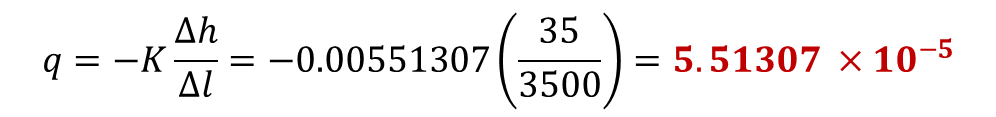 q = −K Δh/Δl = −0.00551307 (35/3500) = 5.51307 × 10⁻⁵